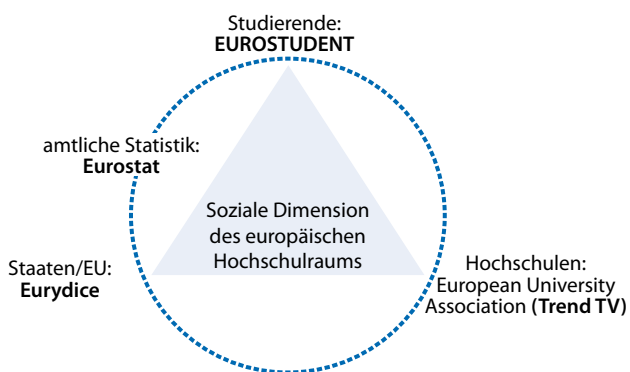 Studierende:
EUROSTUDENT
amtliche Statistik:
Eurostat
Soziale Dimension
des europäischen
Hochschulraums
Staaten/EU:
Eurydice
Hochschulen:
European University
Association (Trend TV)